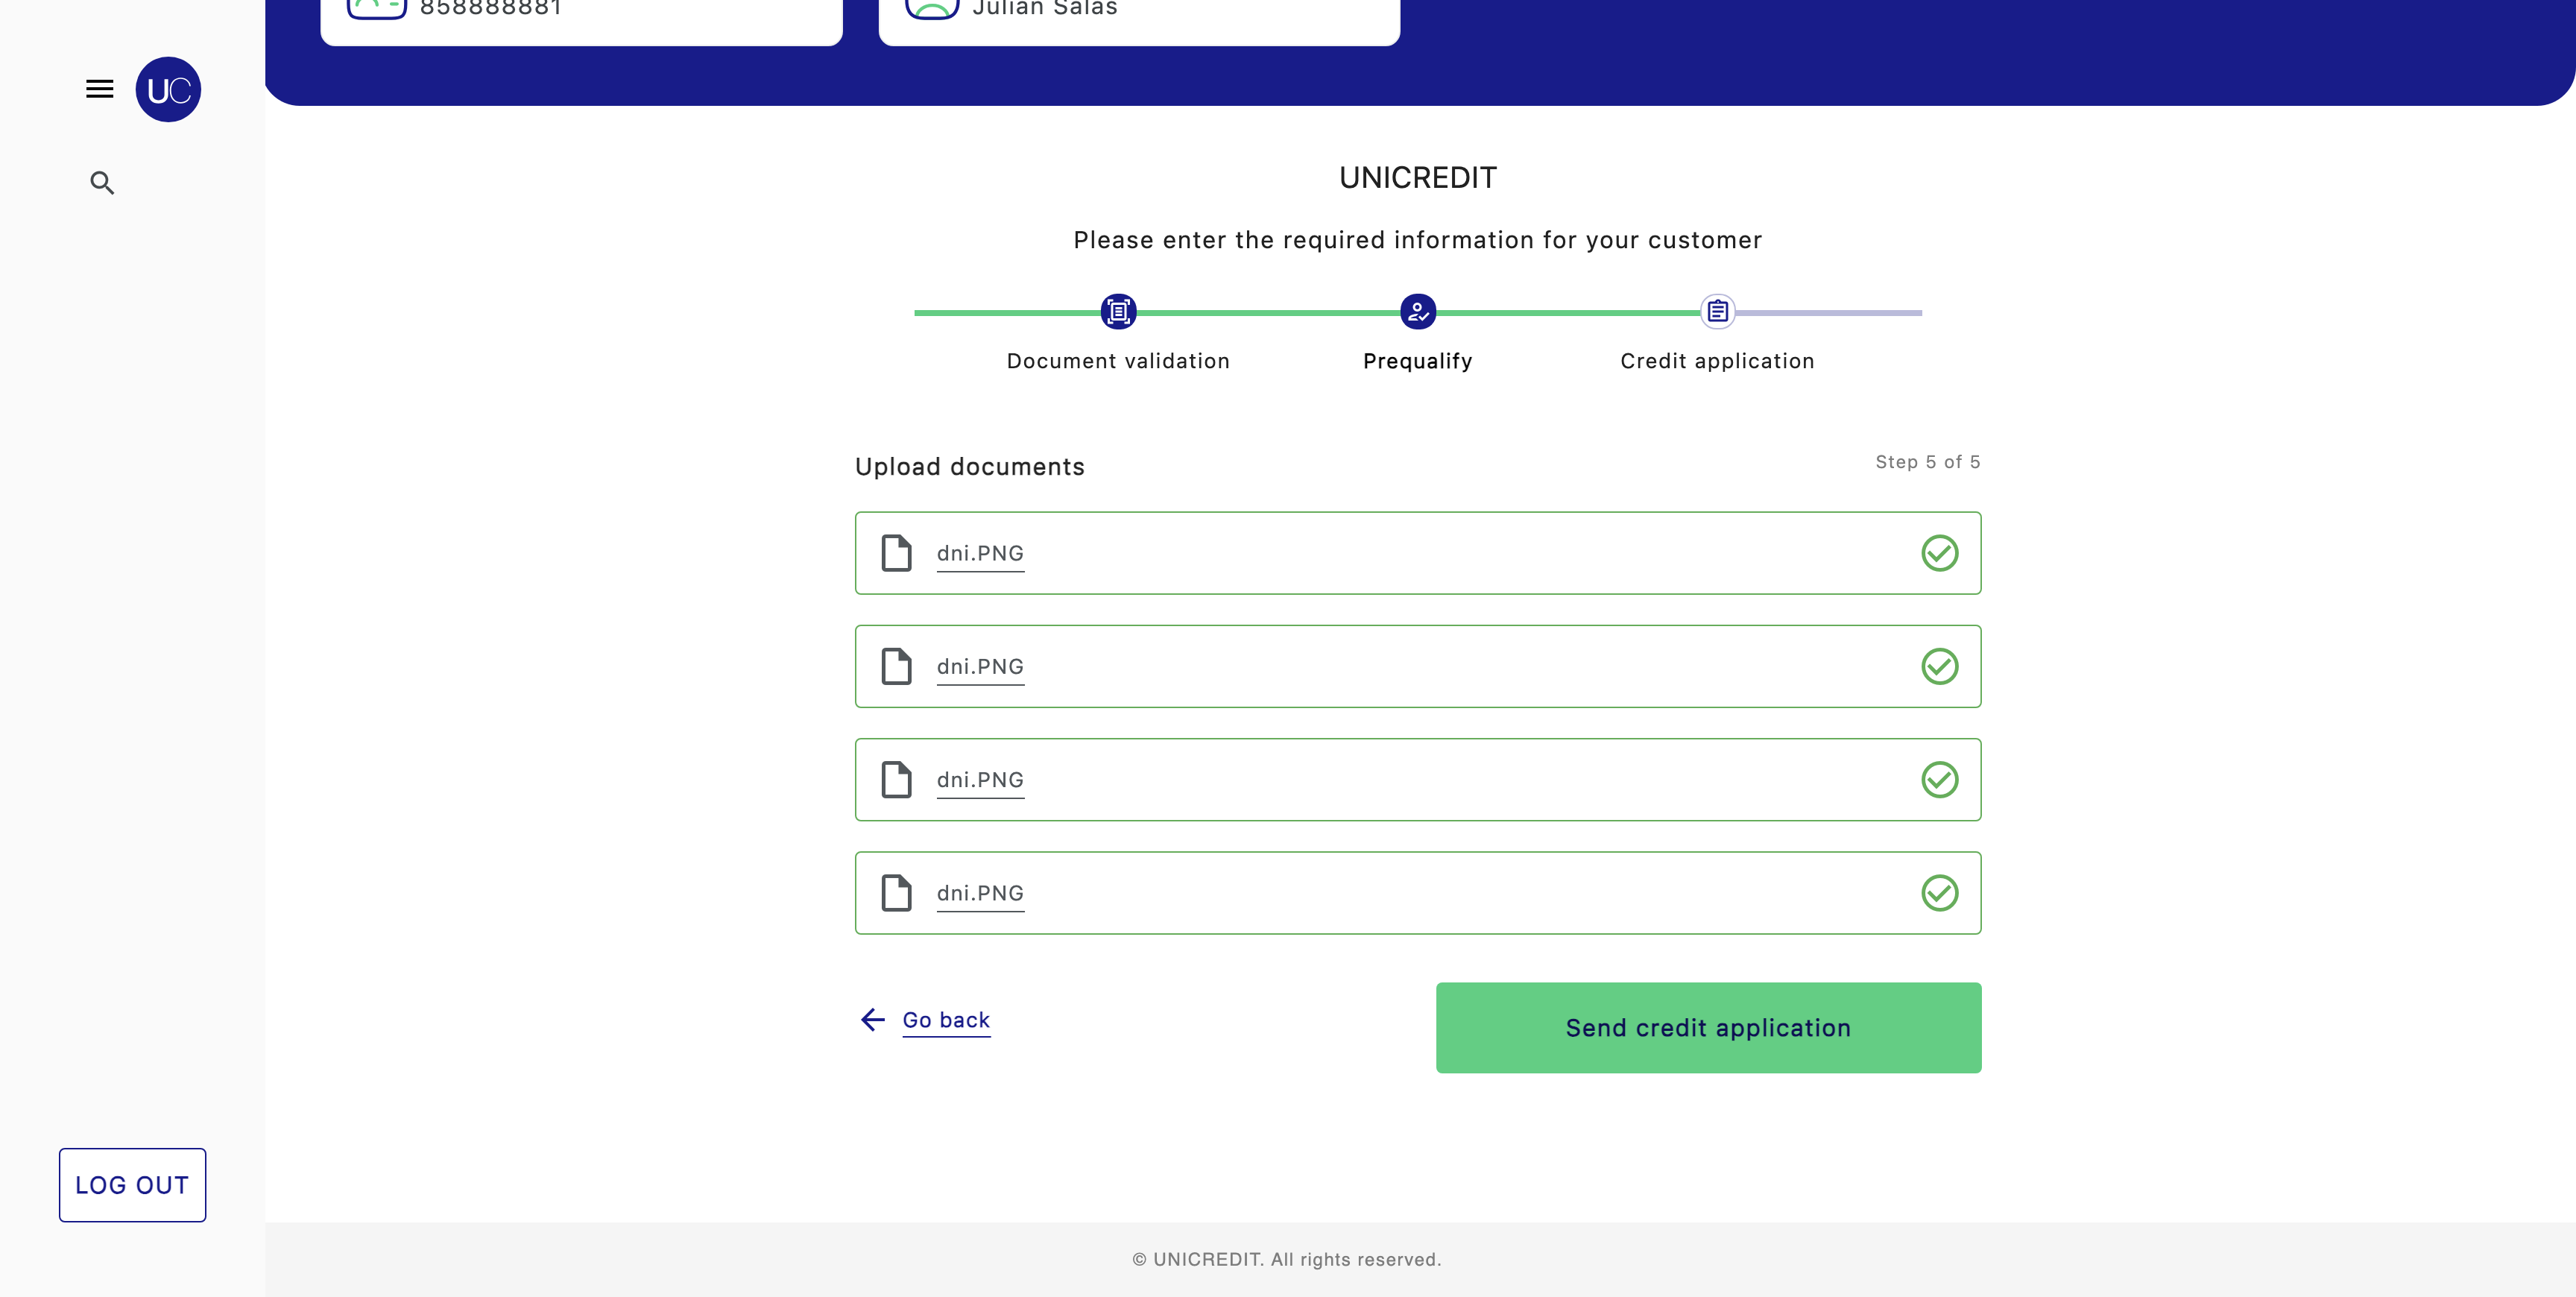 858888881
Julian Salas
UC
UNICREDIT
Please enter the required information for your customer
Document validation
Prequalify
Credit application
Upload documents
Step 5 of 5
dni.PNG
dni.PNG
dni.PNG
dni.PNG
Go back
Send credit application
LOG OUT
© UNICREDIT. All rights reserved.